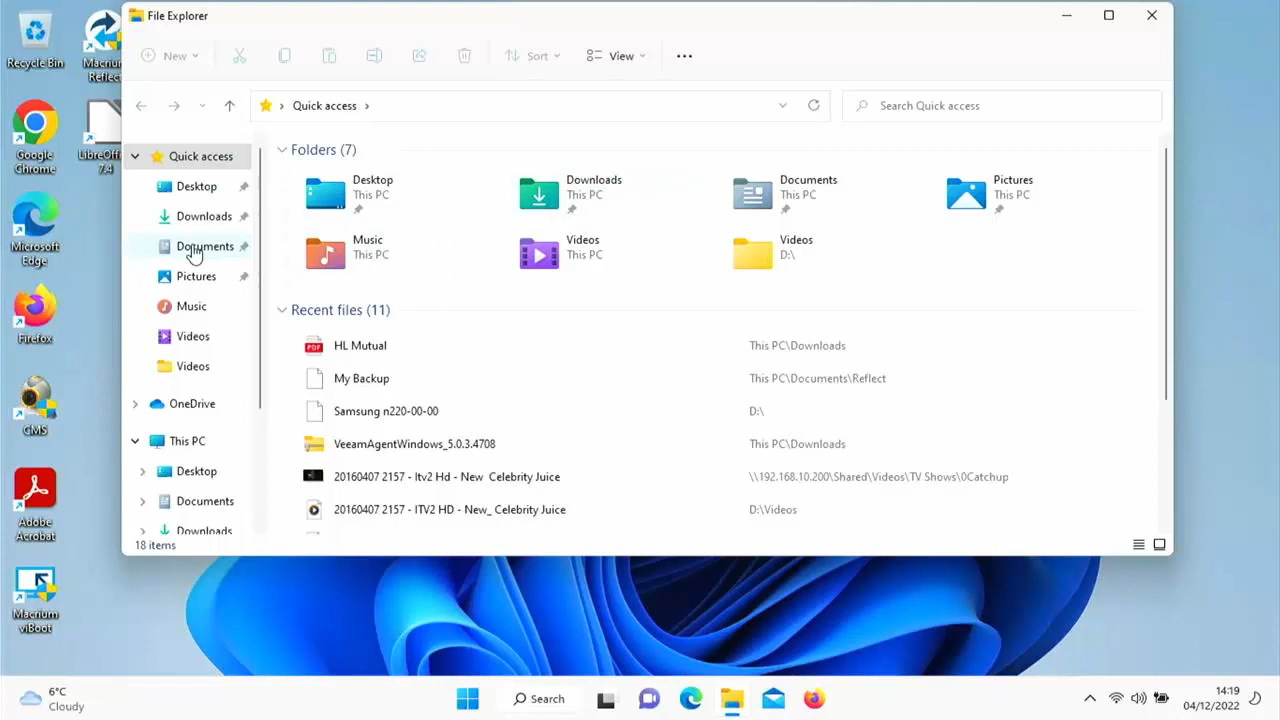 Recycle Bin
Macrium
Reflect
Google
Chrome
LibreOffice
7.4
Microsoft
Edge
Firefox
CMS
Adobe
Acrobat
Macrium
viBoot
File Explorer
New
Sort
View
Quick access
Search Quick access
Quick access
Desktop
Downloads
Documents
Pictures
Music
Videos
Videos
OneDrive
This PC
Desktop
Documents
Downloads
Folders (7)
Desktop
This PC
Downloads
This PC
Documents
This PC
Pictures
This PC
Music
This PC
Videos
This PC
Videos
D:\
Recent files (11)
HL Mutual This PC\Downloads
My Backup This PC\Documents\Reflect
Samsung n220-00-00 D:\
VeeamAgentWindows_5.0.3.4708 This PC\Downloads
20160407 2157 - Itv2 Hd - New Celebrity Juice \\192.168.10.200\Shared\Videos\TV Shows\0Catchup
20160407 2157 - ITV2 HD - New_ Celebrity Juice D:\Videos
18 items
6°C
Cloudy
Search
14:19
04/12/2022